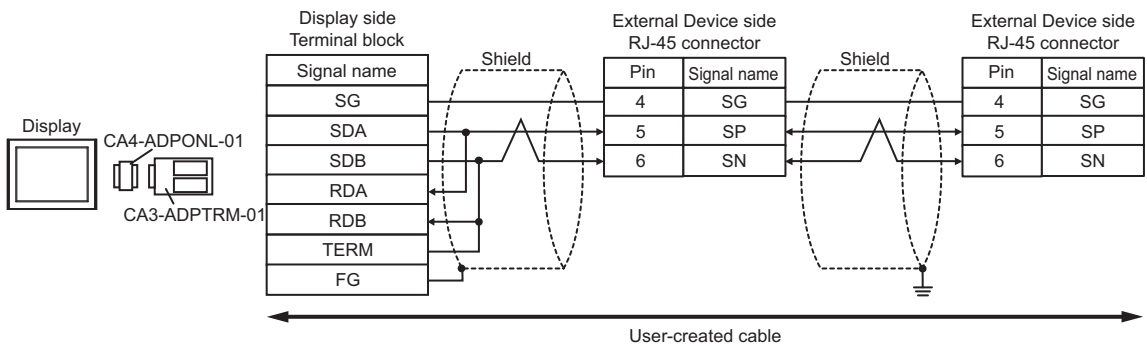 Display side
Terminal block
External Device side
RJ-45 connector
External Device side
RJ-45 connector
Signal name
Shield
Pin
Signal name
Shield
Pin
Signal name
SG
4
SG
4
SG
Display
CA4-ADPONL-01
SDA
5
SP
5
SP
SDB
6
SN
6
SN
RDA
CA3-ADPTRM-01
RDB
TERM
FG
User-created cable